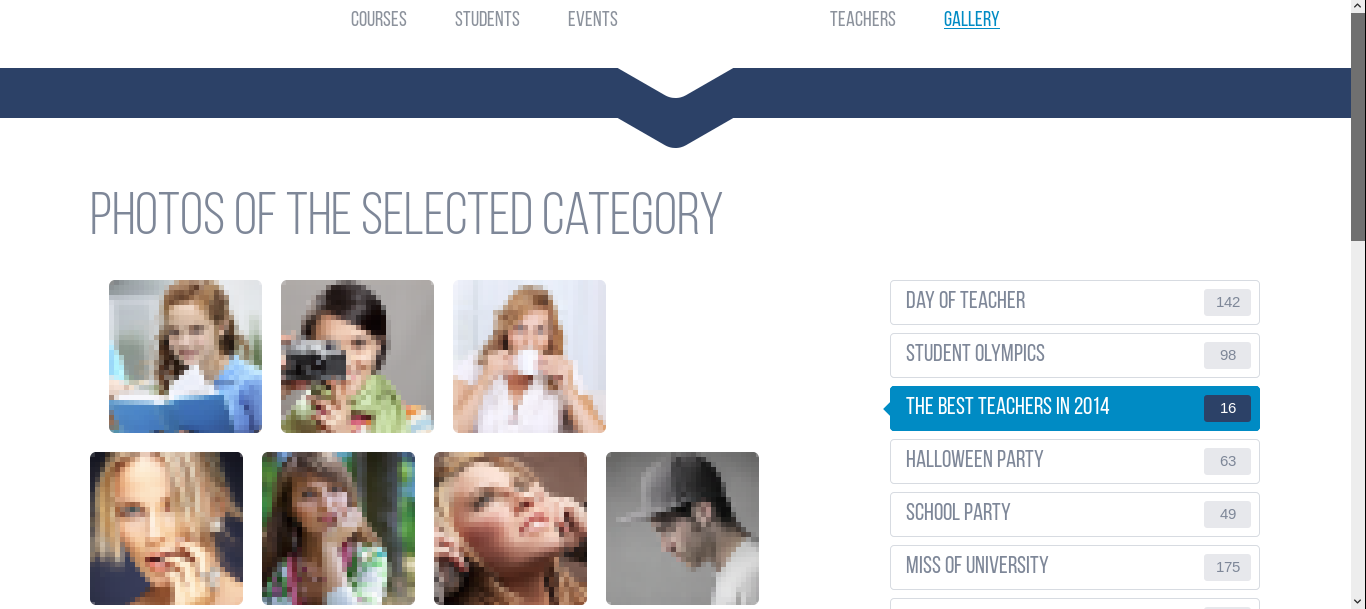 COURSES STUDENTS EVENTS TEACHERS GALLERY
PHOTOS OF THE SELECTED CATEGORY
DAY OF TEACHER 142
STUDENT OLYMPICS 98
THE BEST TEACHERS IN 2014 16
HALLOWEEN PARTY 63
SCHOOL PARTY 49
MISS OF UNIVERSITY 175